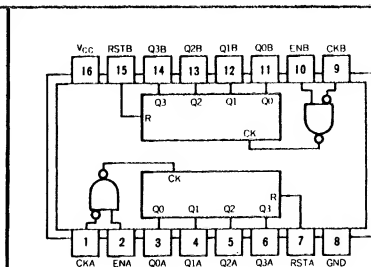 VCC RSTB Q3B Q2B Q1B Q0B ENB CKB
16 15 14 13 12 11 10 9
Q3 Q2 Q1 Q0
R
CK
CK
R
Q0 Q1 Q2 Q3
1 2 3 4 5 6 7 8
CKA ENA Q0A Q1A Q2A Q3A RSTA GND